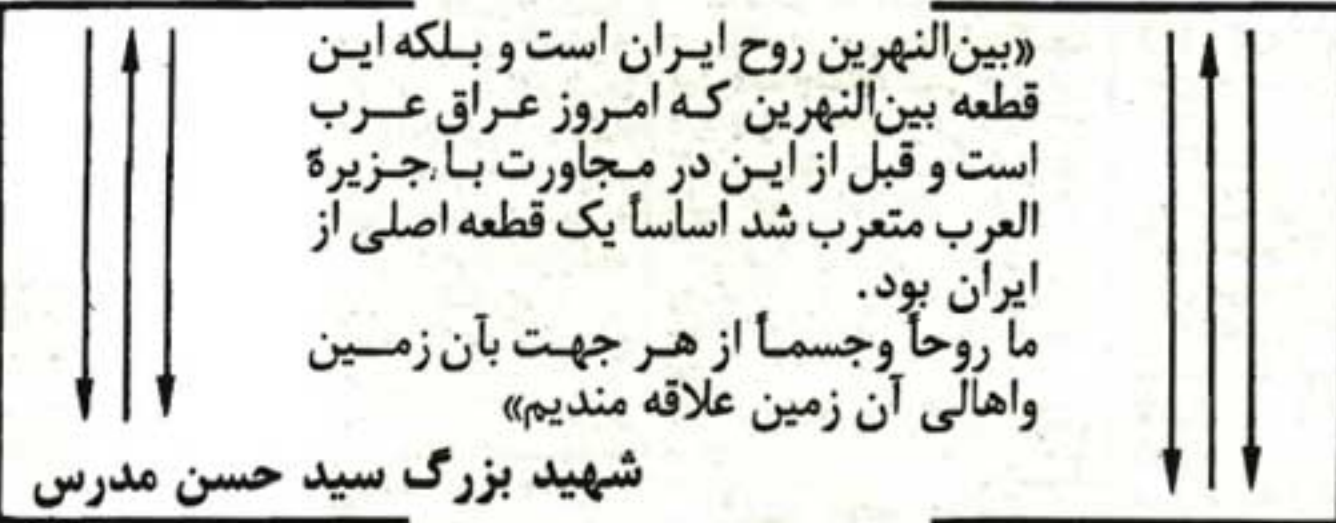 «بین‌النهرین روح ایران است و بلکه این
قطعه بین‌النهرین که امروز عراق عرب
است و قبل از این در مجاورت با جزیرة
العرب متعرب شد اساساً یک قطعه اصلی از
ایران بود.
ما روحاً وجسماً از هر جهت بآن زمین
واهالی آن زمین علاقه مندیم»
شهید بزرگ سید حسن مدرس